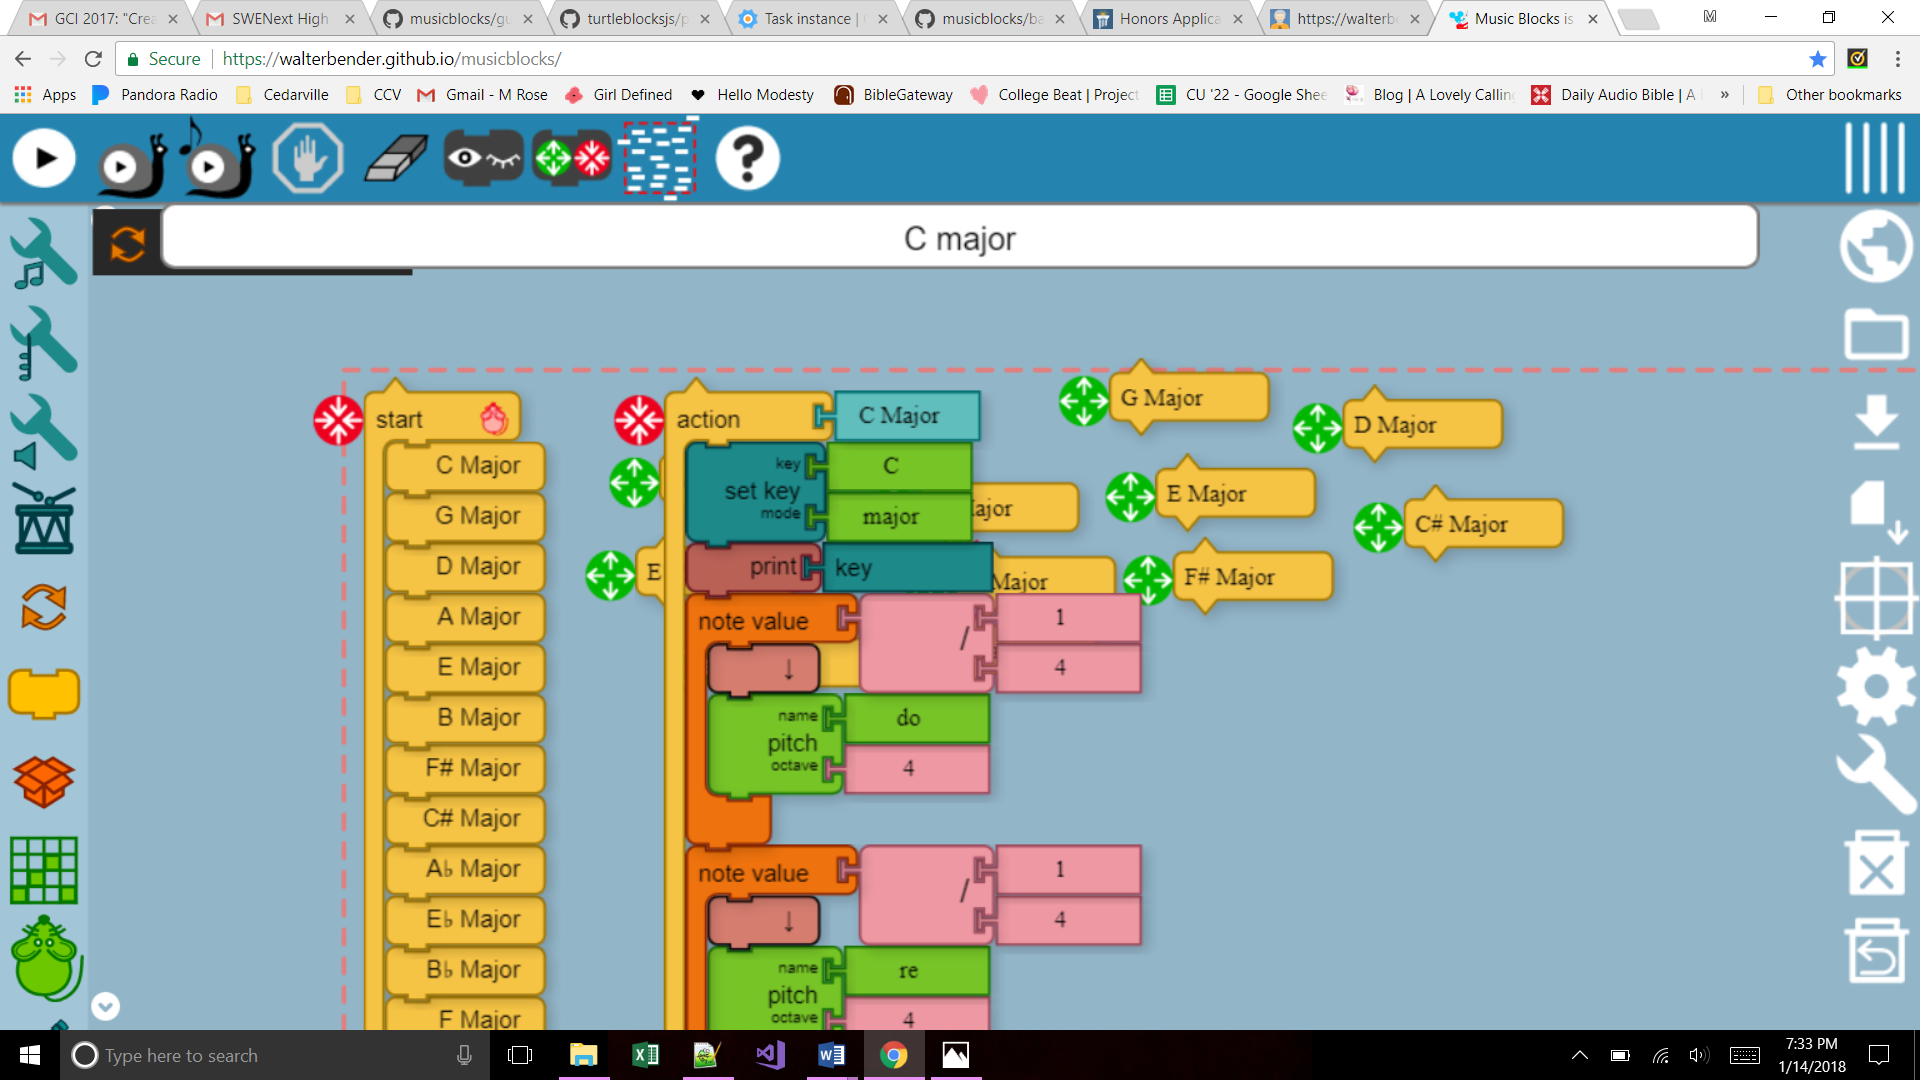 GCI 2017: "Crea
SWENext High
musicblocks/gu
turtleblocksjs/p
Task instance | G
musicblocks/ba
Honors Applica
https://walterb
Music Blocks is
Secure
https://walterbender.github.io/musicblocks/
Apps
Pandora Radio
Cedarville
CCV
Gmail - M Rose
Girl Defined
Hello Modesty
BibleGateway
College Beat | Project
CU '22 - Google Shee
Blog | A Lovely Calling
Daily Audio Bible | A
»
Other bookmarks
C major
start
C Major
G Major
D Major
A Major
E Major
B Major
F# Major
C# Major
A♭ Major
E♭ Major
B♭ Major
F Major
action
C Major
key
C
set key
mode
major
print
key
note value
1
/
4
↓
name
do
pitch
octave
4
note value
1
/
4
↓
name
re
pitch
octave
4
G Major
D Major
ajor
E Major
C# Major
E
Major
F# Major
Type here to search
7:33 PM
1/14/2018